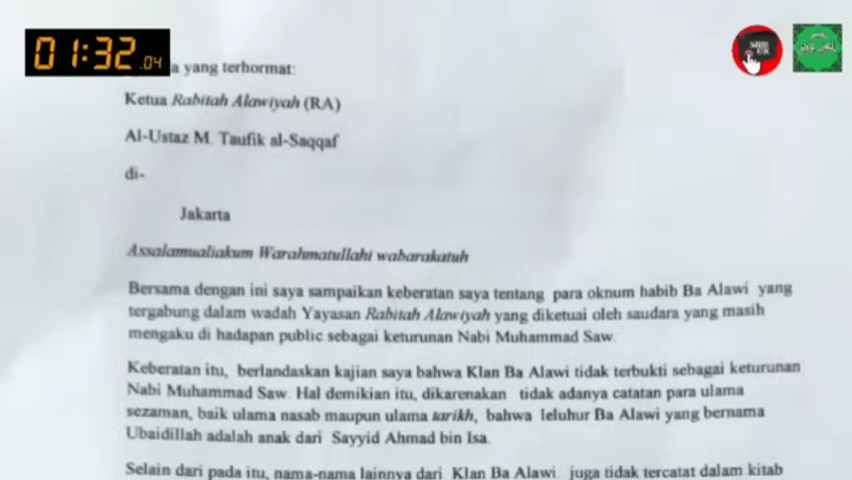 01:32.04
a yang terhormat:
Ketua Rabitah Alawiyah (RA)
Al-Ustaz M. Taufik al-Saqqaf
di-
Jakarta
Assalamualiakum Warahmatullahi wabarakatuh
Bersama dengan ini saya sampaikan keberatan saya tentang para oknum habib Ba Alawi yang
tergabung dalam wadah Yayasan Rabitah Alawiyah yang diketuai oleh saudara yang masih
mengaku di hadapan public sebagai keturunan Nabi Muhammad Saw.
Keberatan itu, berlandaskan kajian saya bahwa Klan Ba Alawi tidak terbukti sebagai keturunan
Nabi Muhammad Saw. Hal demikian itu, dikarenakan tidak adanya catatan para ulama
sezaman, baik ulama nasab maupun ulama tarikh, bahwa leluhur Ba Alawi yang bernama
Ubaidillah adalah anak dari Sayyid Ahmad bin Isa.
Selain dari pada itu, nama-nama lainnya dari Klan Ba Alawi juga tidak tercatat dalam kitab